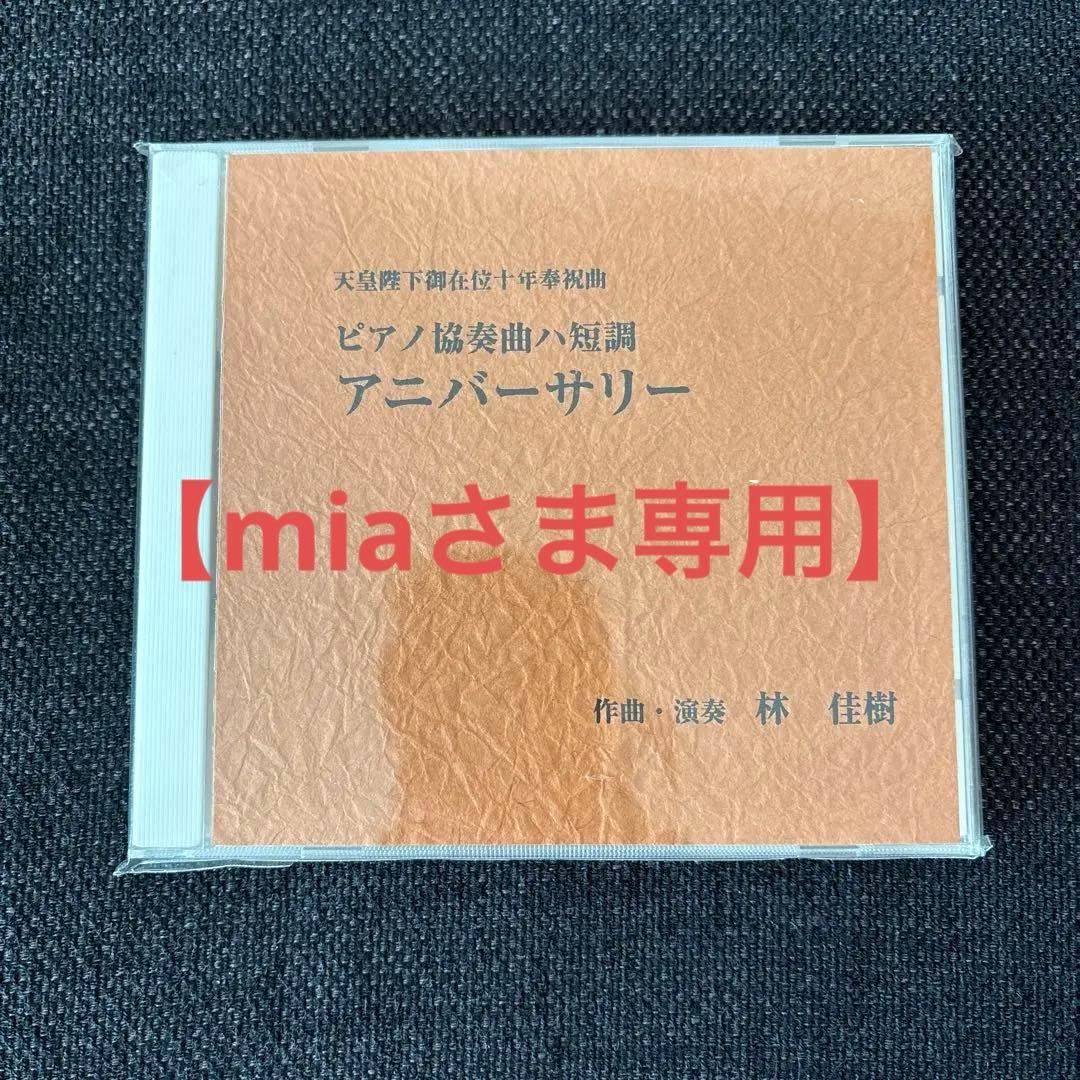 天皇陛下御在位十年奉祝曲
ピアノ協奏曲ハ短調
アニバーサリー
【miaさま専用】
作曲・演奏 林 佳樹